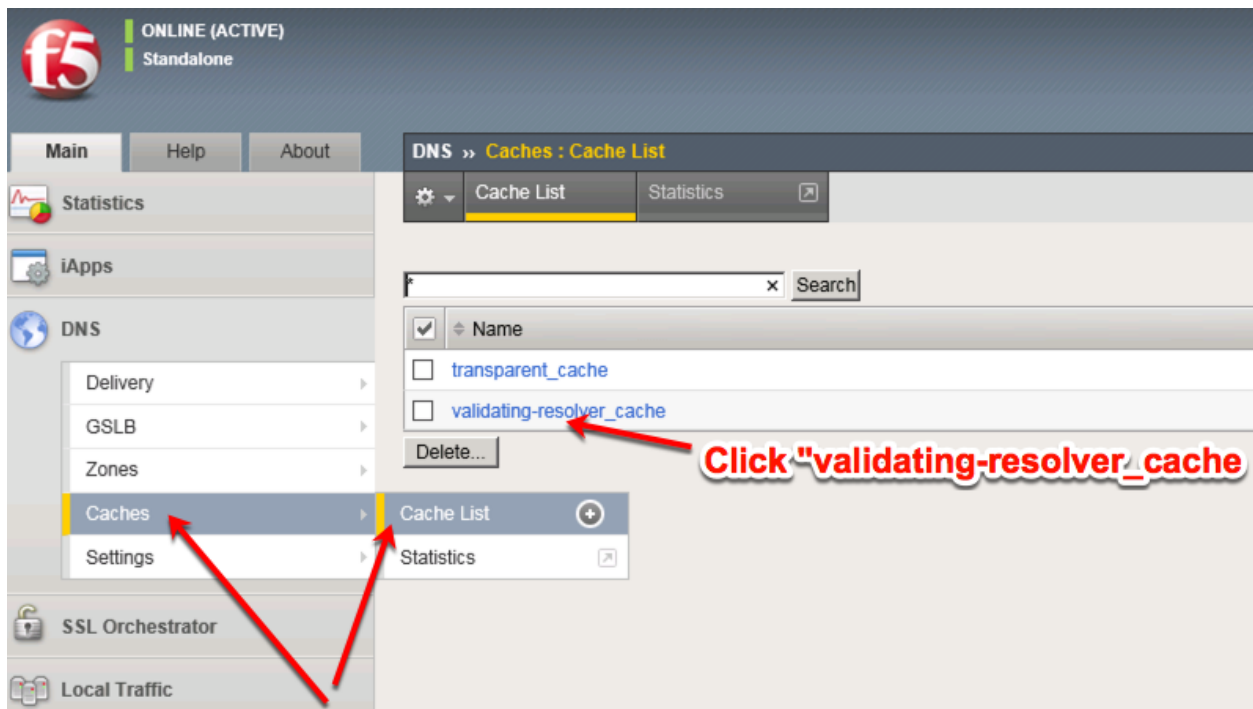 f5
ONLINE (ACTIVE)
Standalone
Main Help About
DNS » Caches : Cache List
Cache List Statistics
Statistics
iApps
DNS
Delivery
GSLB
Zones
Caches
Settings
SSL Orchestrator
Local Traffic
* × Search
Name
transparent_cache
validating-resolver_cache
Delete...
Click "validating-resolver_cache
Cache List
Statistics